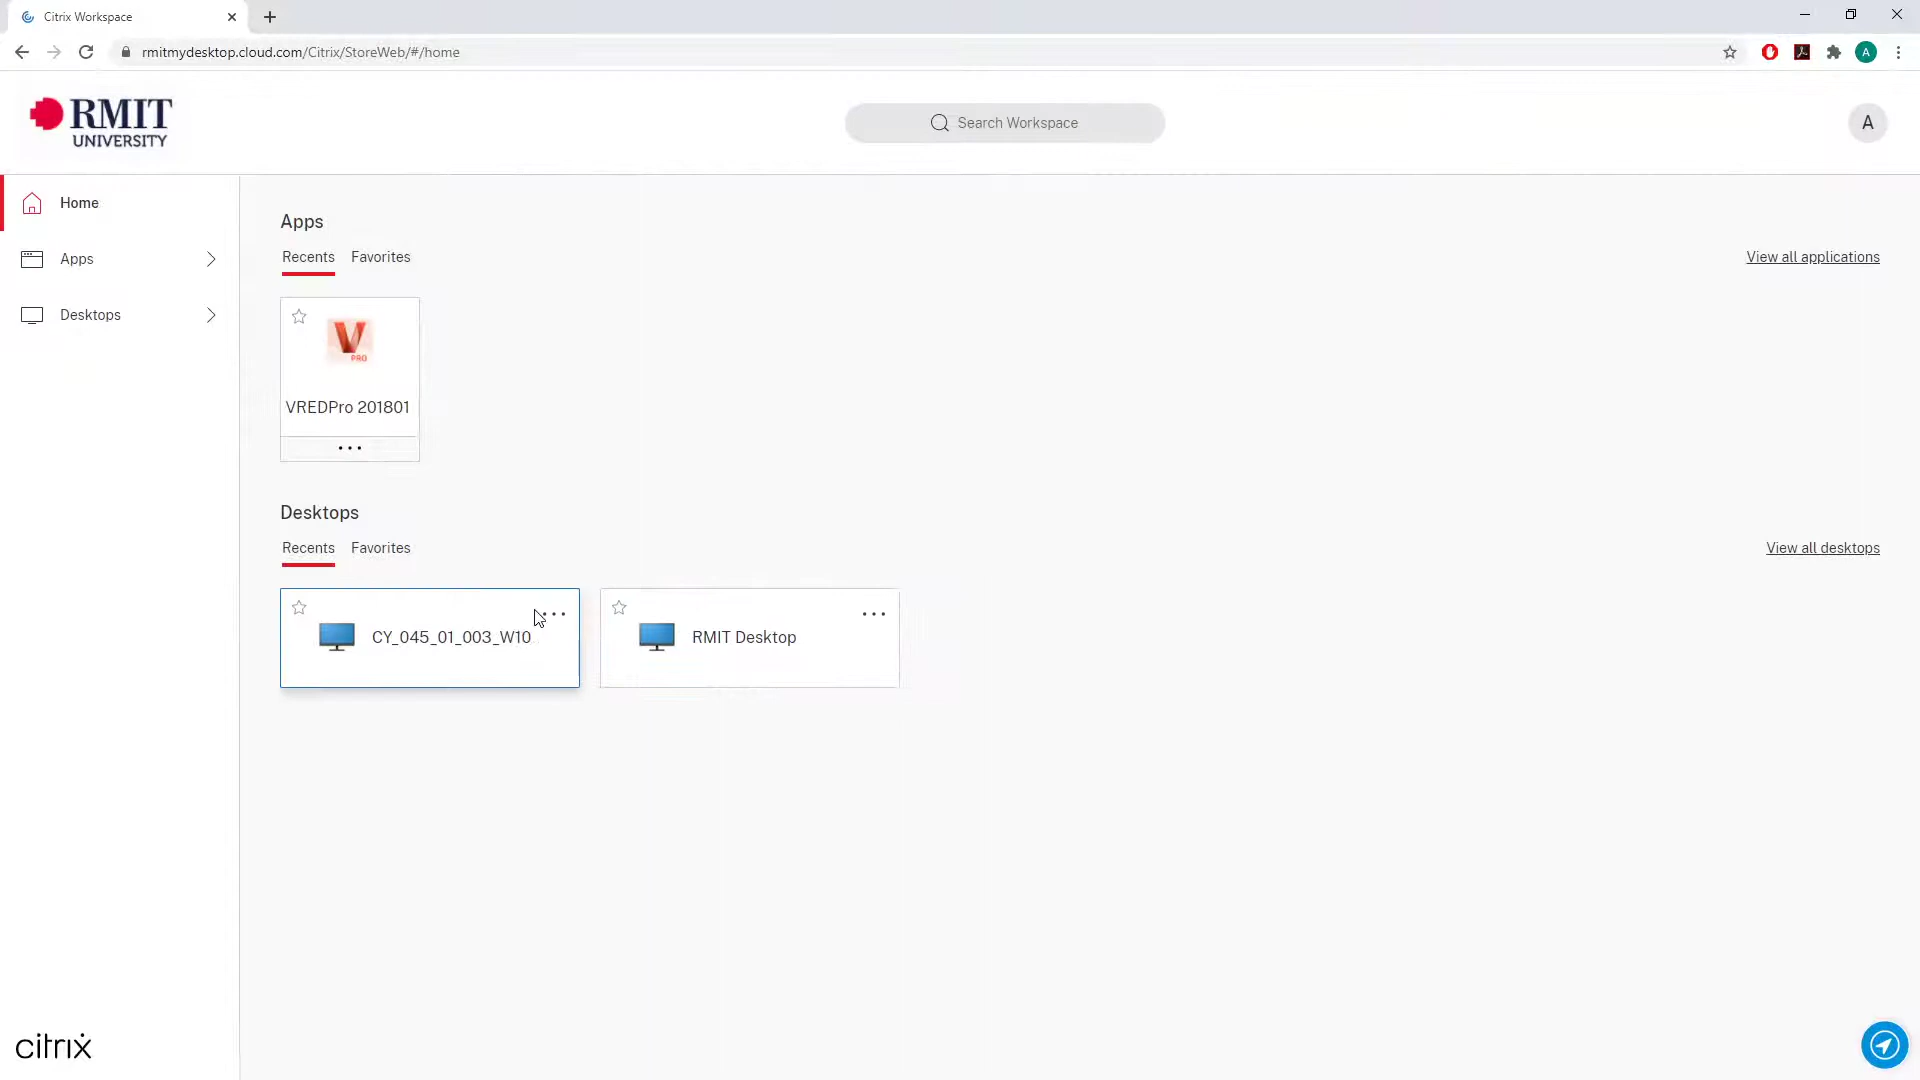 Citrix Workspace
rmitmydesktop.cloud.com/Citrix/StoreWeb/#/home
A
RMIT
UNIVERSITY
Search Workspace
A
Home
Apps
Desktops
Apps
Recents Favorites
View all applications
V
PRO
VREDPro 201801
Desktops
Recents Favorites
View all desktops
CY_045_01_003_W10...
RMIT Desktop
citrix